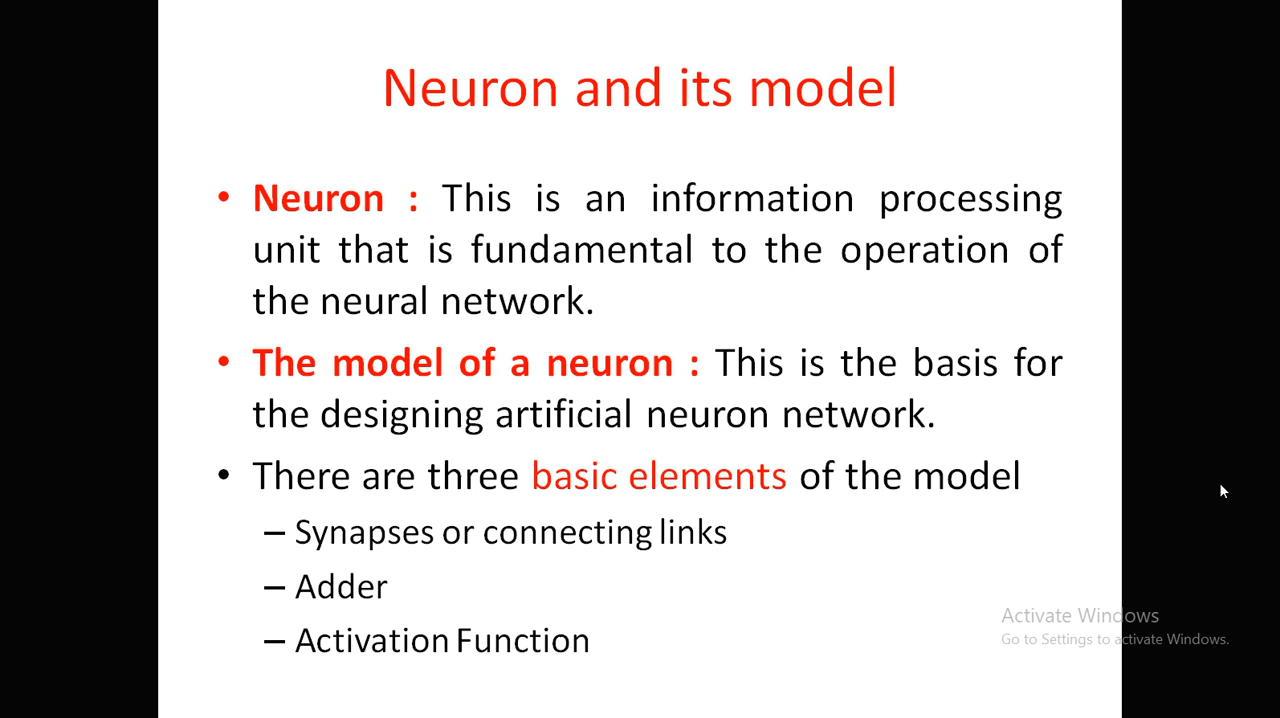 Neuron and its model
• Neuron : This is an information processing
unit that is fundamental to the operation of
the neural network.
• The model of a neuron : This is the basis for
the designing artificial neuron network.
• There are three basic elements of the model
– Synapses or connecting links
– Adder
– Activation Function
Activate Windows
Go to Settings to activate Windows.